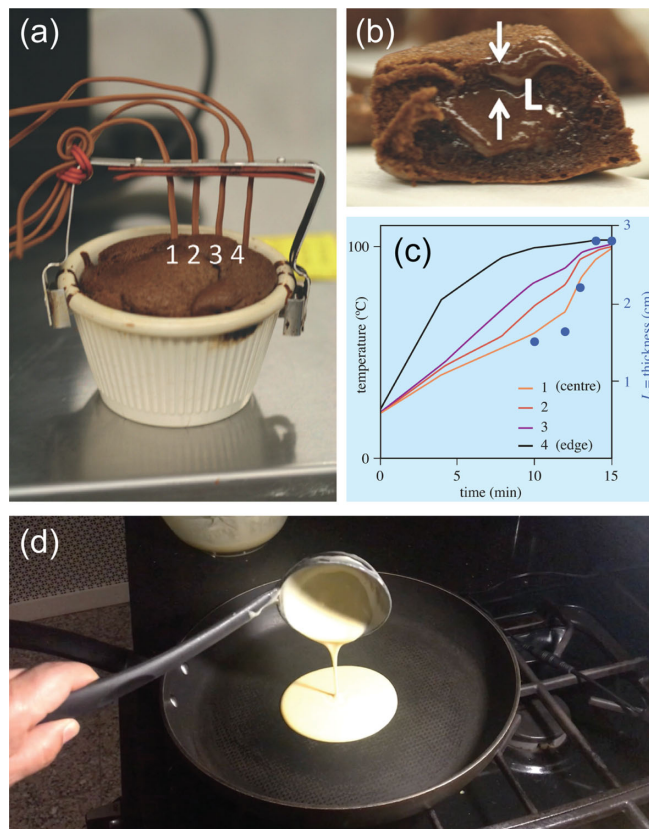 (a)
1 2 3 4
(b)
L
(c)
100
0
temperature (°C)
3
2
1
L = thickness (cm)
1 (centre)
2
3
4 (edge)
0
5
10
15
time (min)
(d)